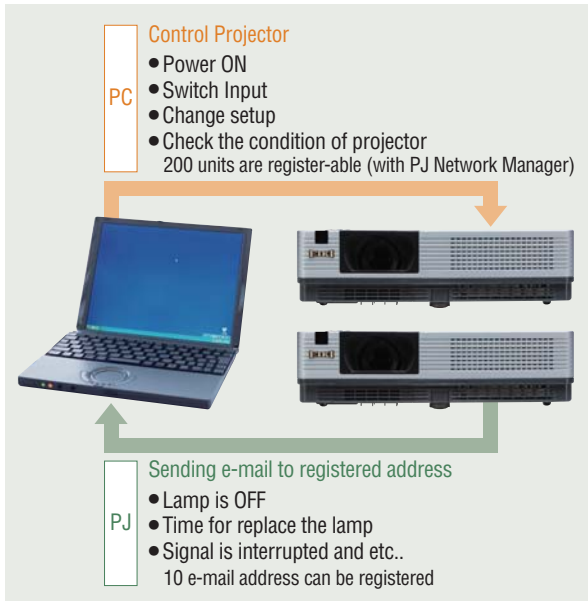 Control Projector
PC
● Power ON
● Switch Input
● Change setup
● Check the condition of projector
200 units are register-able (with PJ Network Manager)
Sending e-mail to registered address
PJ
● Lamp is OFF
● Time for replace the lamp
● Signal is interrupted and etc..
10 e-mail address can be registered